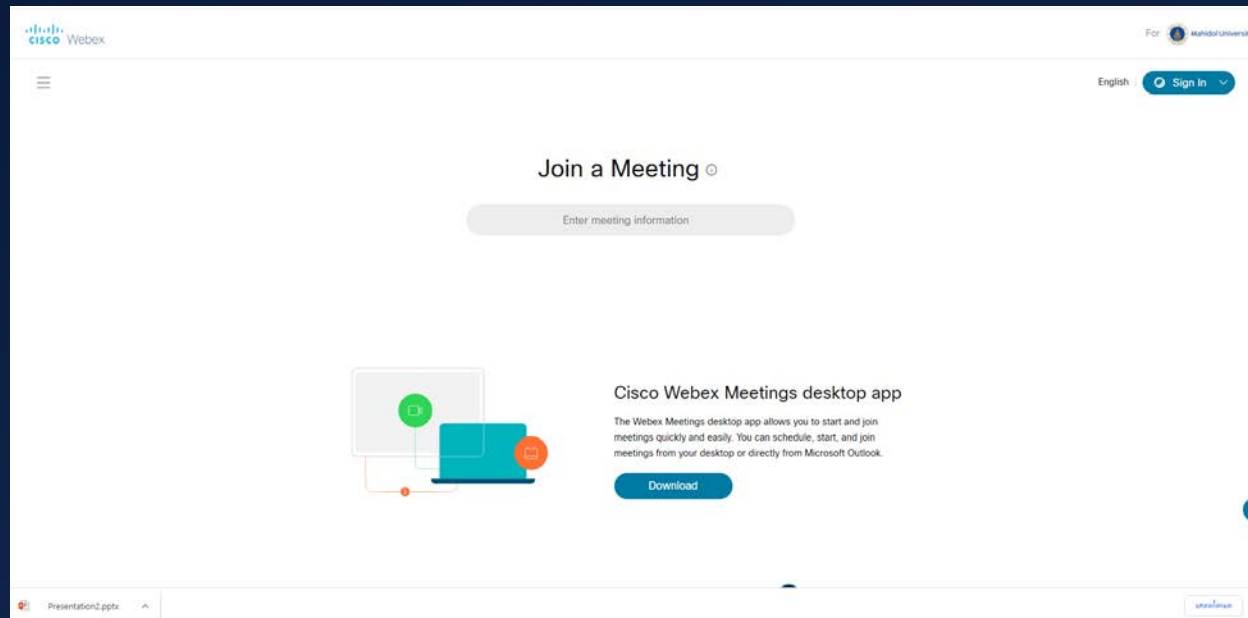 CISCO Webex
For Mahidol Universi
English
Sign In
Join a Meeting
Enter meeting information
Cisco Webex Meetings desktop app
The Webex Meetings desktop app allows you to start and join
meetings quickly and easily. You can schedule, start, and join
meetings from your desktop or directly from Microsoft Outlook.
Download
Presentation2.pptx